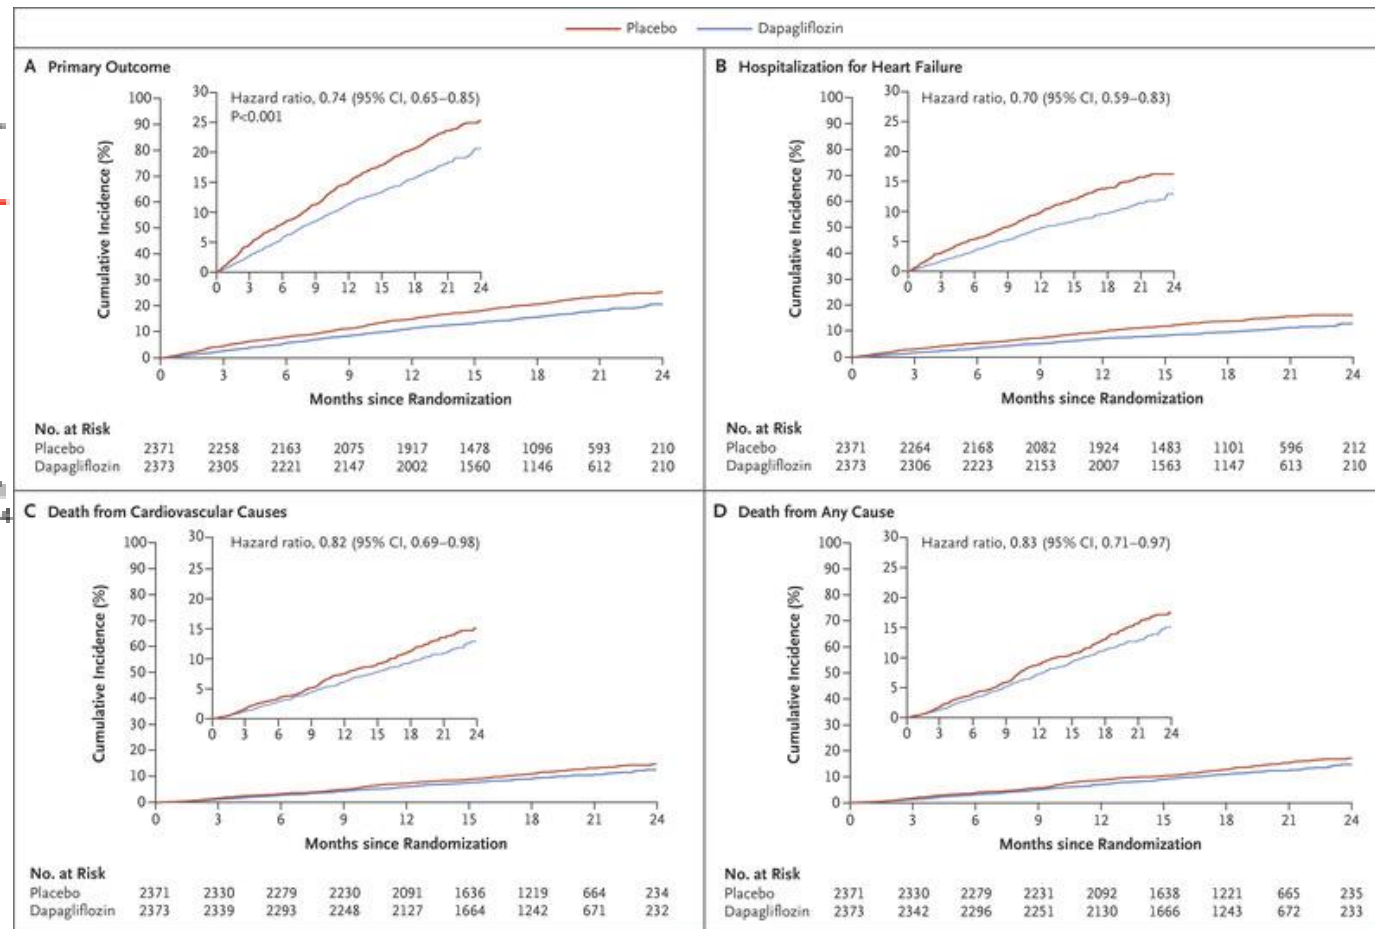 Placebo Dapagliflozin
A Primary Outcome
Hazard ratio, 0.74 (95% CI, 0.65–0.85)
P<0.001
Cumulative Incidence (%)
100
90
80
70
60
50
40
30
20
10
0
30
25
20
15
10
5
0
0 3 6 9 12 15 18 21 24
0 3 6 9 12 15 18 21 24
Months since Randomization
No. at Risk
Placebo 2371 2258 2163 2075 1917 1478 1096 593 210
Dapagliflozin 2373 2305 2221 2147 2002 1560 1146 612 210
B Hospitalization for Heart Failure
Hazard ratio, 0.70 (95% CI, 0.59–0.83)
Cumulative Incidence (%)
100
90
80
70
60
50
40
30
20
10
0
30
25
20
15
10
5
0
0 3 6 9 12 15 18 21 24
0 3 6 9 12 15 18 21 24
Months since Randomization
No. at Risk
Placebo 2371 2264 2168 2082 1924 1483 1101 596 212
Dapagliflozin 2373 2306 2223 2153 2007 1563 1147 613 210
C Death from Cardiovascular Causes
Hazard ratio, 0.82 (95% CI, 0.69–0.98)
Cumulative Incidence (%)
100
90
80
70
60
50
40
30
20
10
0
30
25
20
15
10
5
0
0 3 6 9 12 15 18 21 24
0 3 6 9 12 15 18 21 24
Months since Randomization
No. at Risk
Placebo 2371 2330 2279 2230 2091 1636 1219 664 234
Dapagliflozin 2373 2339 2293 2248 2127 1664 1242 671 232
D Death from Any Cause
Hazard ratio, 0.83 (95% CI, 0.71–0.97)
Cumulative Incidence (%)
100
90
80
70
60
50
40
30
20
10
0
30
25
20
15
10
5
0
0 3 6 9 12 15 18 21 24
0 3 6 9 12 15 18 21 24
Months since Randomization
No. at Risk
Placebo 2371 2330 2279 2231 2092 1638 1221 665 235
Dapagliflozin 2373 2342 2296 2251 2130 1666 1243 672 233